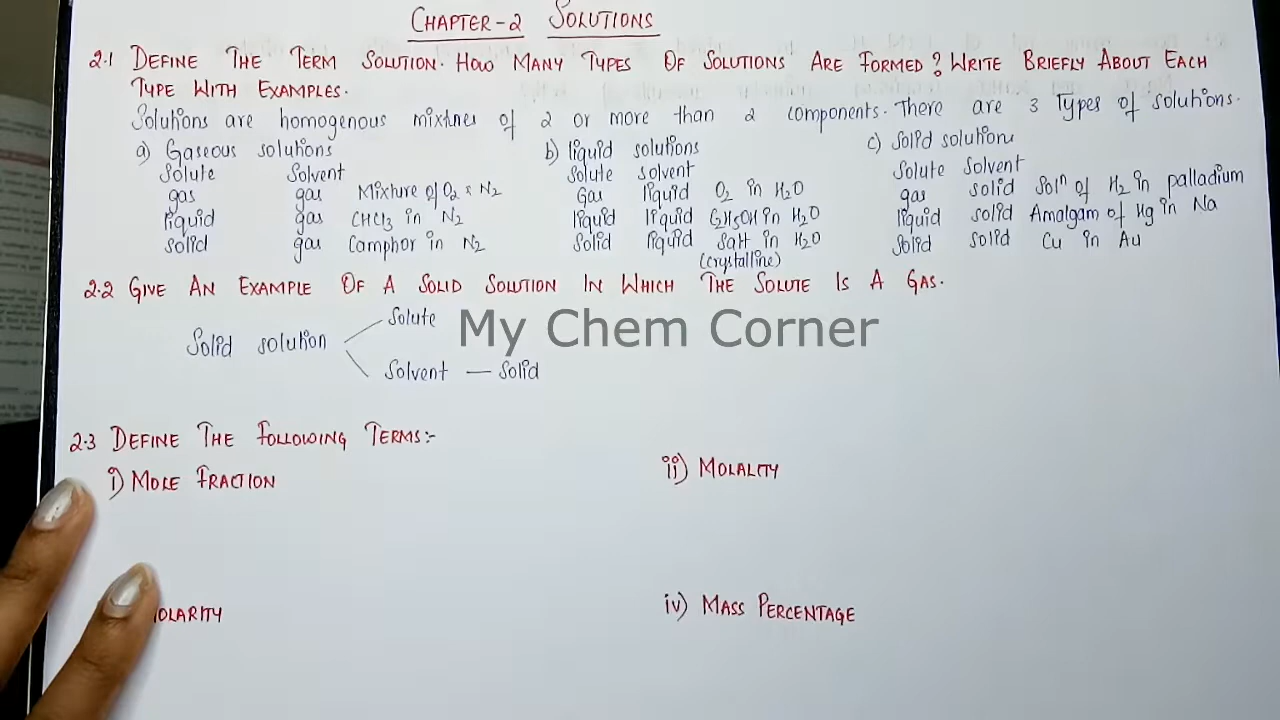 CHAPTER-2 SOLUTIONS
2.1 DEFINE THE TERM SOLUTION. HOW MANY TYPES OF SOLUTIONS ARE FORMED? WRITE BRIEFLY ABOUT EACH
TYPE WITH EXAMPLES.
Solutions are homogenous mixtures of 2 or more than 2 components. There are 3 Types of solutions.
a) Gaseous solutions
Solute Solvent
gas gas Mixture of O2 & N2
liquid gas CHCl3 in N2
solid gas Camphor in N2
b) liquid solutions
Solute solvent
Gas liquid O2 in H2O
liquid liquid C2H5OH in H2O
Solid liquid Salt in H2O
(crystalline)
c) Solid solutions
Solute Solvent
gas solid Solⁿ of H2 in palladium
liquid solid Amalgam of Hg in Na
Solid solid Cu in Au
2.2 GIVE AN EXAMPLE OF A SOLID SOLUTION IN WHICH THE SOLUTE IS A GAS.
Solid solution
Solute
Solvent — Solid
My Chem Corner
2.3 DEFINE THE FOLLOWING TERMS:-
i) MOLE FRACTION
ii) MOLALITY
iv) MASS PERCENTAGE